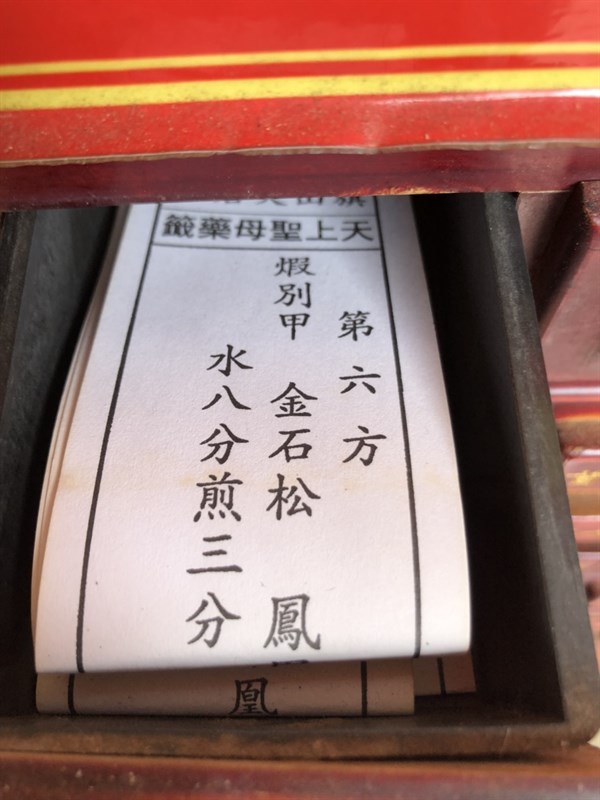 天上聖母藥籤
第六方
煆別甲 金石松 鳳
水八分煎三分
凰